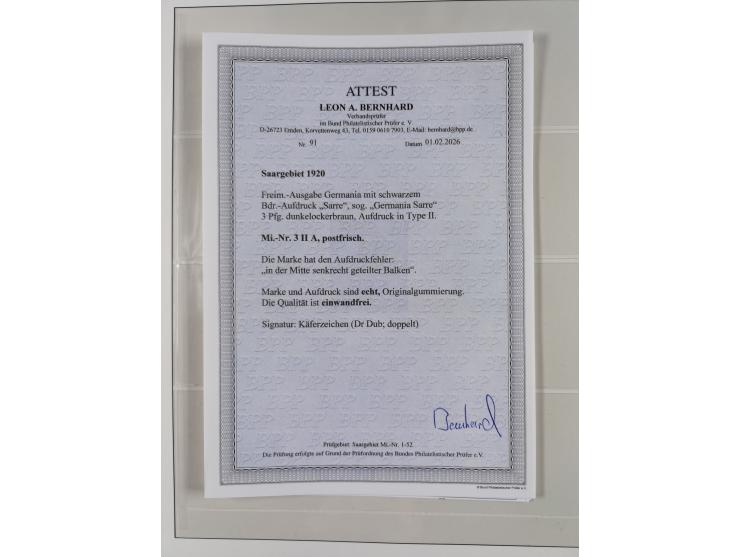 ATTEST
LEON A. BERNHARD
Verbandsprüfer
im Bund Philatelistischer Prüfer e. V.
D-26723 Emden, Korvettenweg 43, Tel. 0159 0610 7903, E-Mail: bernhard@bpp.de
Nr. 91 Datum 01.02.2026
Saargebiet 1920
Freim.-Ausgabe Germania mit schwarzem
Bdr.-Aufdruck „Sarre“, sog. „Germania Sarre“
3 Pfg. dunkelockerbraun, Aufdruck in Type II.
Mi.-Nr. 3 II A, postfrisch.
Die Marke hat den Aufdruckfehler:
„in der Mitte senkrecht geteilter Balken“.
Marke und Aufdruck sind echt, Originalgummierung.
Die Qualität ist einwandfrei.
Signatur: Käferzeichen (Dr Dub; doppelt)
Bernhard
Prüfgebiet: Saargebiet Mi.-Nr. 1-52
Die Prüfung erfolgte auf Grund der Prüfordnung des Bundes Philatelistischer Prüfer e.V.
© Bund Philatelistischer Prüfer e.V.